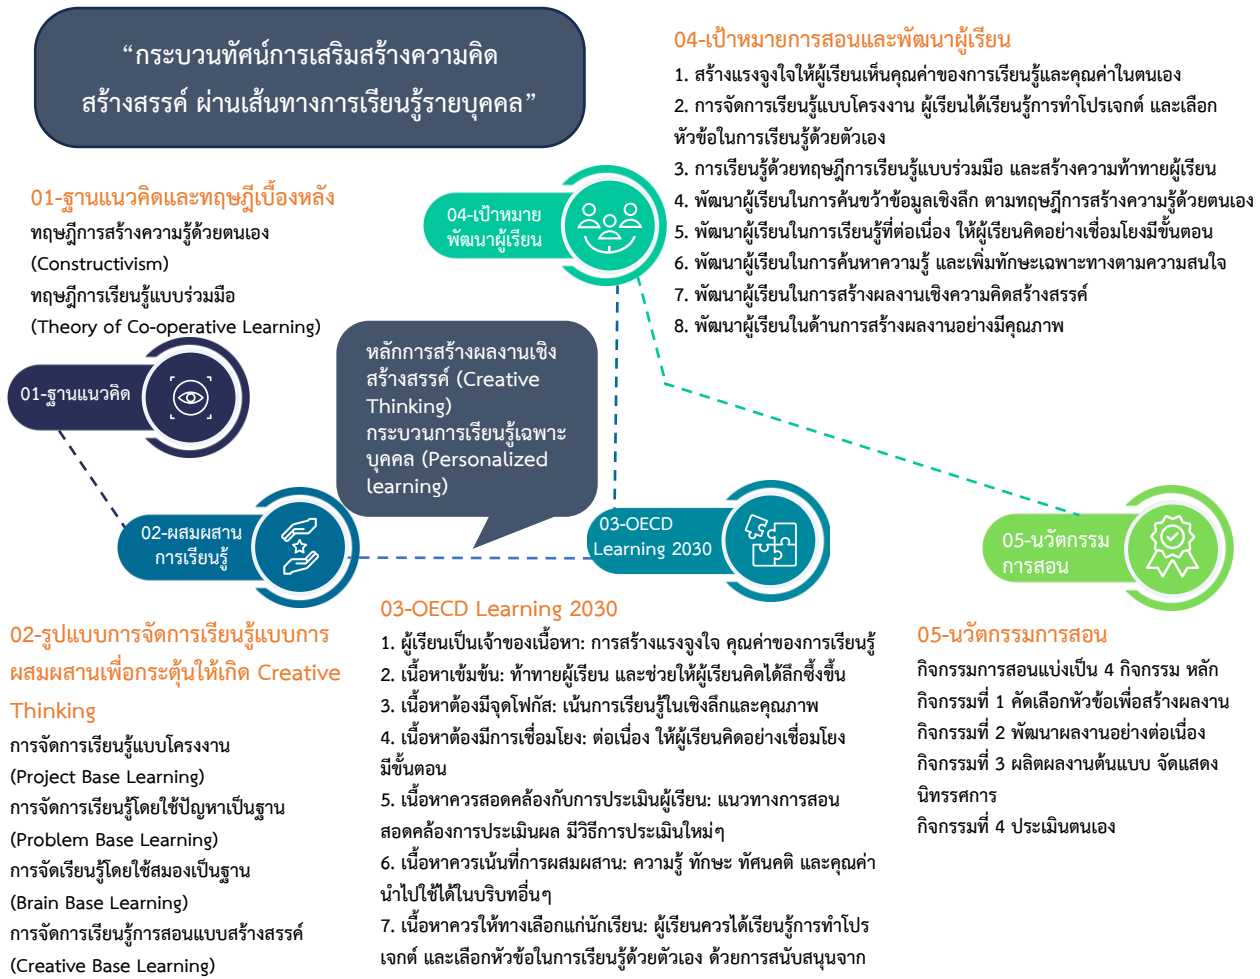 “กระบวนทัศน์การเสริมสร้างความคิด
สร้างสรรค์ ผ่านเส้นทางการเรียนรู้รายบุคคล”
01-ฐานแนวคิดและทฤษฎีเบื้องหลัง
ทฤษฎีการสร้างความรู้ด้วยตนเอง
(Constructivism)
ทฤษฎีการเรียนรู้แบบร่วมมือ
(Theory of Co-operative Learning)
01-ฐานแนวคิด
02-ผสมผสาน
การเรียนรู้
02-รูปแบบการจัดการเรียนรู้แบบการ
ผสมผสานเพื่อกระตุ้นให้เกิด Creative
Thinking
การจัดการเรียนรู้แบบโครงงาน
(Project Base Learning)
การจัดการเรียนรู้โดยใช้ปัญหาเป็นฐาน
(Problem Base Learning)
การจัดเรียนรู้โดยใช้สมองเป็นฐาน
(Brain Base Learning)
การจัดการเรียนรู้การสอนแบบสร้างสรรค์
(Creative Base Learning)
หลักการสร้างผลงานเชิง
สร้างสรรค์ (Creative
Thinking)
กระบวนการเรียนรู้เฉพาะ
บุคคล (Personalized
learning)
03-OECD
Learning 2030
03-OECD Learning 2030
1. ผู้เรียนเป็นเจ้าของเนื้อหา: การสร้างแรงจูงใจ คุณค่าของการเรียนรู้
2. เนื้อหาเข้มข้น: ท้าทายผู้เรียน และช่วยให้ผู้เรียนคิดได้ลึกซึ้งขึ้น
3. เนื้อหาต้องมีจุดโฟกัส: เน้นการเรียนรู้ในเชิงลึกและคุณภาพ
4. เนื้อหาต้องมีการเชื่อมโยง: ต่อเนื่อง ให้ผู้เรียนคิดอย่างเชื่อมโยง
มีขั้นตอน
5. เนื้อหาควรสอดคล้องกับการประเมินผู้เรียน: แนวทางการสอน
สอดคล้องการประเมินผล มีวิธีการประเมินใหม่ๆ
6. เนื้อหาควรเน้นที่การผสมผสาน: ความรู้ ทักษะ ทัศนคติ และคุณค่า
นำไปใช้ได้ในบริบทอื่นๆ
7. เนื้อหาควรให้ทางเลือกแก่นักเรียน: ผู้เรียนควรได้เรียนรู้การทำโปร
เจกต์ และเลือกหัวข้อในการเรียนรู้ด้วยตัวเอง ด้วยการสนับสนุนจาก
04-เป้าหมาย
พัฒนาผู้เรียน
04-เป้าหมายการสอนและพัฒนาผู้เรียน
1. สร้างแรงจูงใจให้ผู้เรียนเห็นคุณค่าของการเรียนรู้และคุณค่าในตนเอง
2. การจัดการเรียนรู้แบบโครงงาน ผู้เรียนได้เรียนรู้การทำโปรเจกต์ และเลือก
หัวข้อในการเรียนรู้ด้วยตัวเอง
3. การเรียนรู้ด้วยทฤษฎีการเรียนรู้แบบร่วมมือ และสร้างความท้าทายผู้เรียน
4. พัฒนาผู้เรียนในการค้นขว้าข้อมูลเชิงลึก ตามทฤษฎีการสร้างความรู้ด้วยตนเอง
5. พัฒนาผู้เรียนในการเรียนรู้ที่ต่อเนื่อง ให้ผู้เรียนคิดอย่างเชื่อมโยงมีขั้นตอน
6. พัฒนาผู้เรียนในการค้นหาความรู้ และเพิ่มทักษะเฉพาะทางตามความสนใจ
7. พัฒนาผู้เรียนในการสร้างผลงานเชิงความคิดสร้างสรรค์
8. พัฒนาผู้เรียนในด้านการสร้างผลงานอย่างมีคุณภาพ
05-นวัตกรรม
การสอน
05-นวัตกรรมการสอน
กิจกรรมการสอนแบ่งเป็น 4 กิจกรรม หลัก
กิจกรรมที่ 1 คัดเลือกหัวข้อเพื่อสร้างผลงาน
กิจกรรมที่ 2 พัฒนาผลงานอย่างต่อเนื่อง
กิจกรรมที่ 3 ผลิตผลงานต้นแบบ จัดแสดง
นิทรรศการ
กิจกรรมที่ 4 ประเมินตนเอง